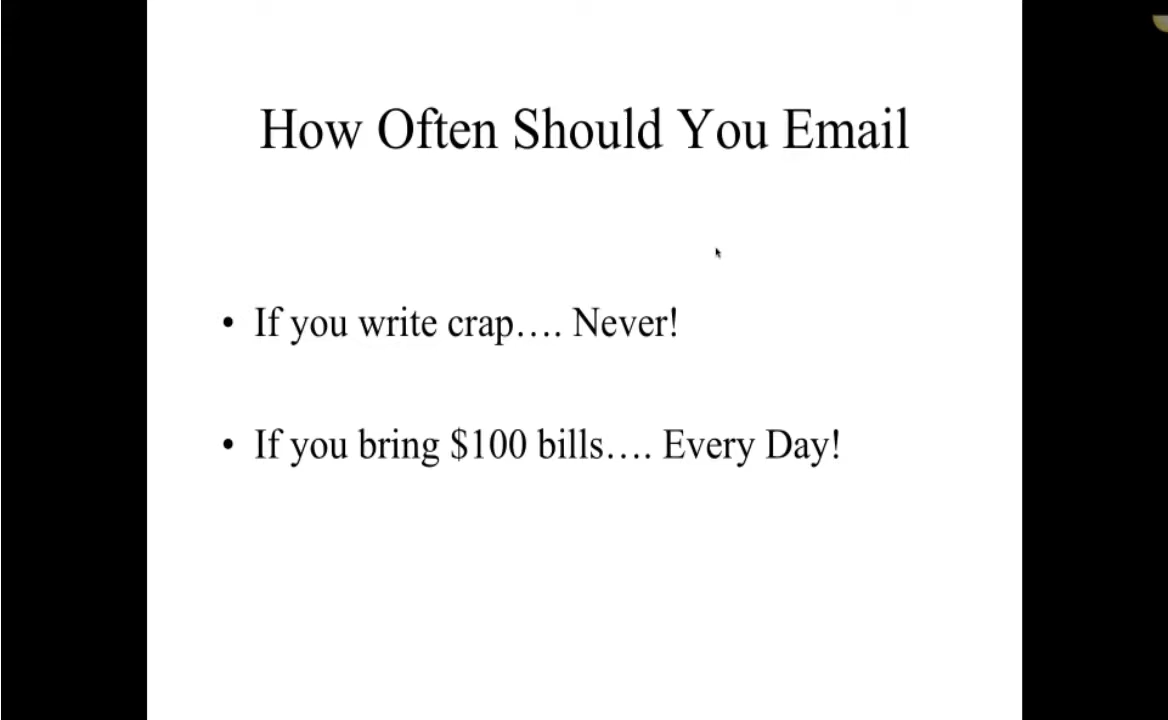 How Often Should You Email
• If you write crap…. Never!
• If you bring $100 bills…. Every Day!